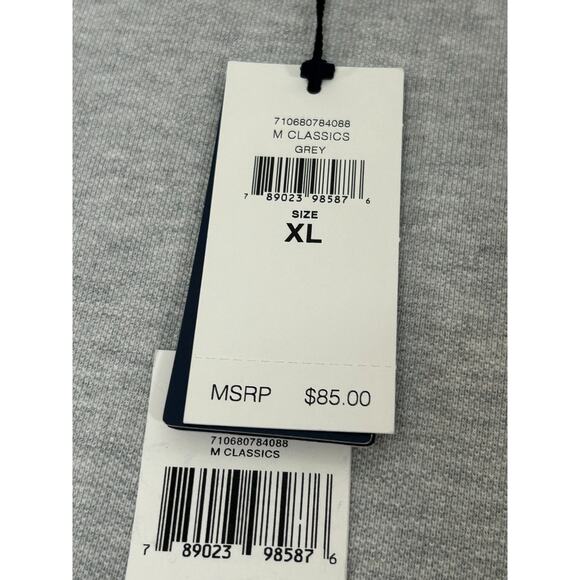 710680784088
M CLASSICS
GREY
7 89023 98587 6
SIZE
XL
MSRP $85.00
710680784088
M CLASSICS
7 89023 98587 6